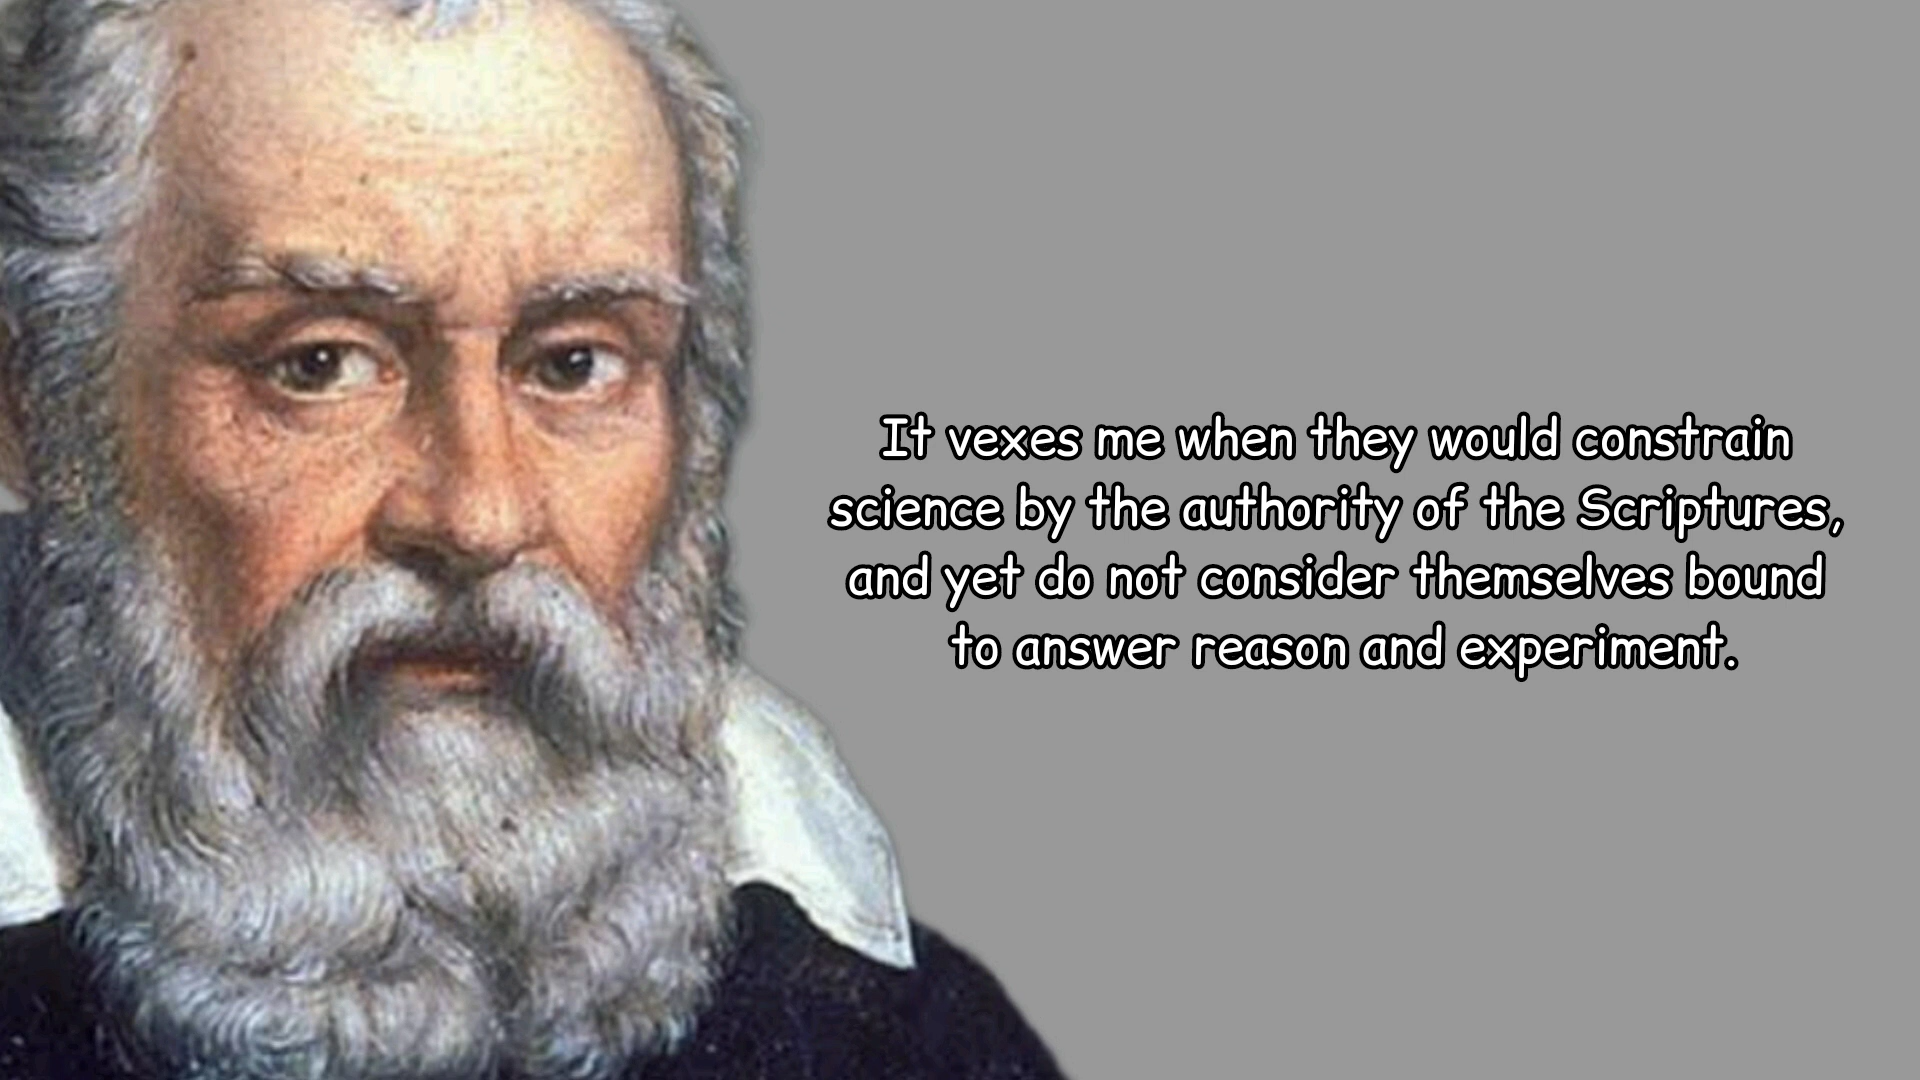 It vexes me when they would constrain
science by the authority of the Scriptures,
and yet do not consider themselves bound
to answer reason and experiment.